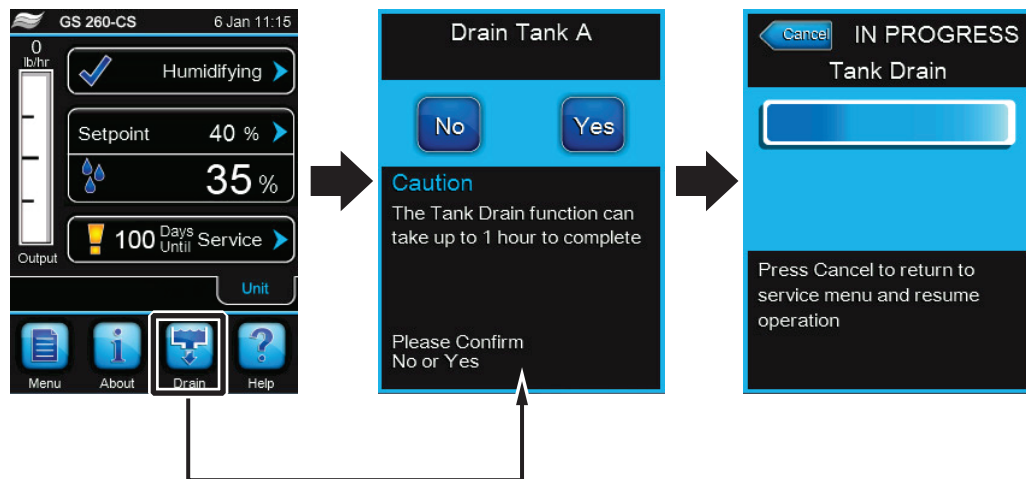 GS 260-CS 6 Jan 11:15
0
lb/hr
Humidifying
Setpoint 40 %
35 %
100 Days Until Service
Output
Unit
Menu About Drain Help
Drain Tank A
No Yes
Caution
The Tank Drain function can
take up to 1 hour to complete
Please Confirm
No or Yes
Cancel IN PROGRESS
Tank Drain
Press Cancel to return to
service menu and resume
operation